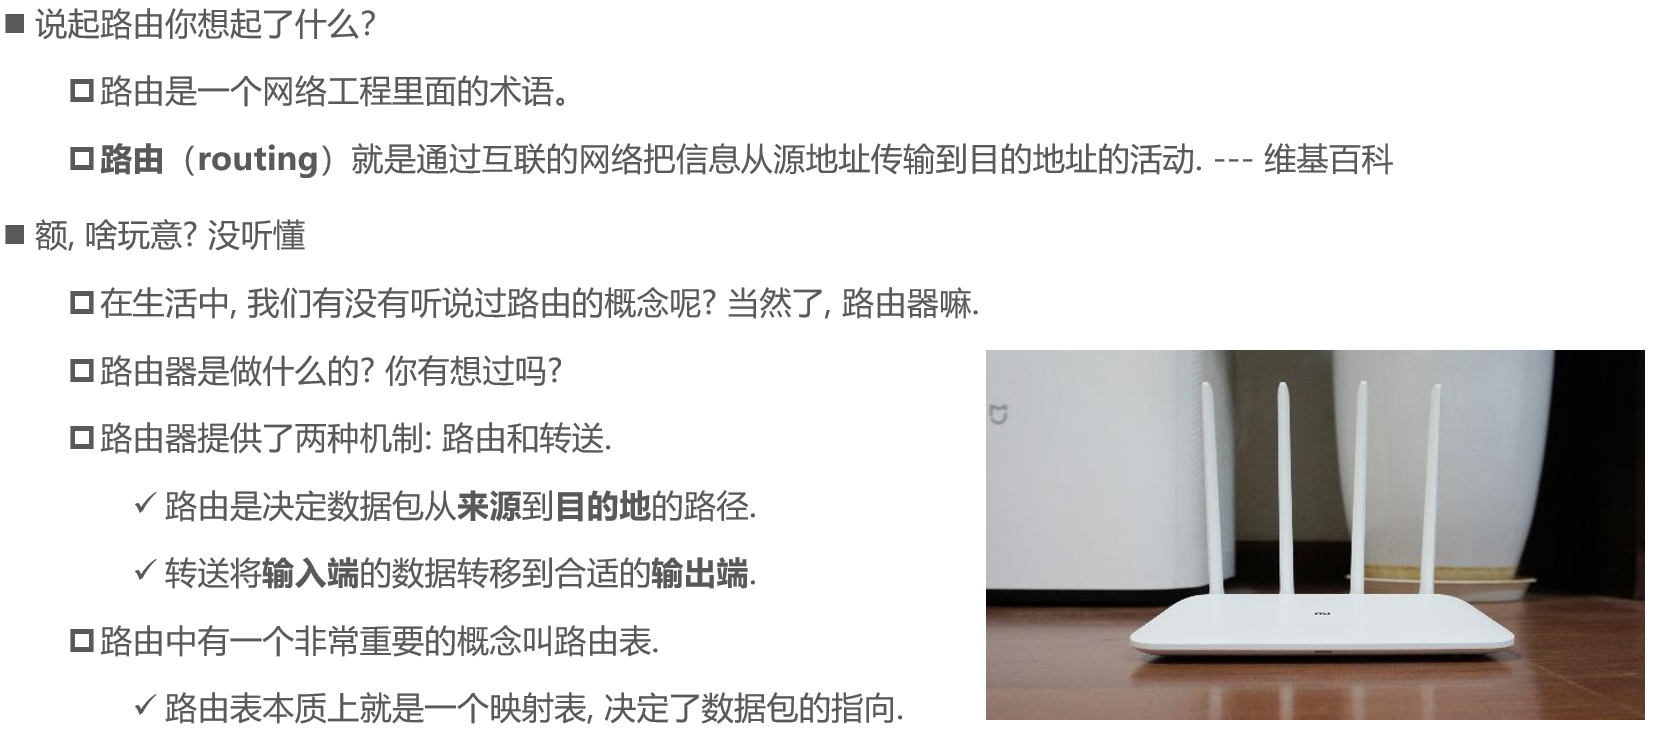 说起路由你想起了什么?
路由是一个网络工程里面的术语。
路由（routing）就是通过互联的网络把信息从源地址传输到目的地址的活动. --- 维基百科
额, 啥玩意? 没听懂
在生活中, 我们有没有听说过路由的概念呢? 当然了, 路由器嘛.
路由器是做什么的? 你有想过吗?
路由器提供了两种机制: 路由和转送.
路由是决定数据包从来源到目的地的路径.
转送将输入端的数据转移到合适的输出端.
路由中有一个非常重要的概念叫路由表.
路由表本质上就是一个映射表, 决定了数据包的指向.
mi